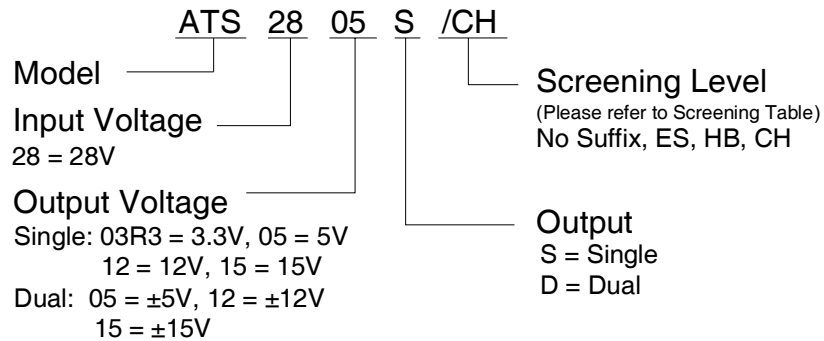 ATS 28 05 S /CH
Model
Input Voltage
28 = 28V
Output Voltage
Single: 03R3 = 3.3V, 05 = 5V
12 = 12V, 15 = 15V
Dual: 05 = ±5V, 12 = ±12V
15 = ±15V
Screening Level
(Please refer to Screening Table)
No Suffix, ES, HB, CH
Output
S = Single
D = Dual